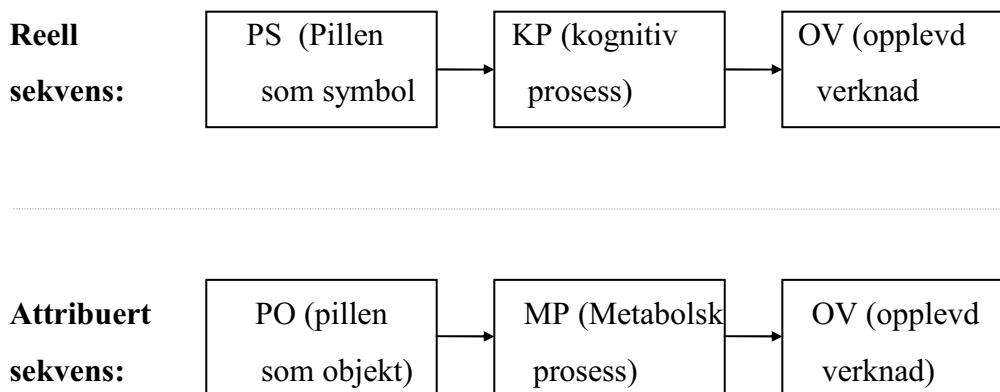 Reell PS (Pillen KP (kognitiv OV (opplevd
sekvens: som symbol prosess) verknad
Attribuert PO (pillen MP (Metabolsk OV (opplevd
sekvens: som objekt) prosess) verknad)